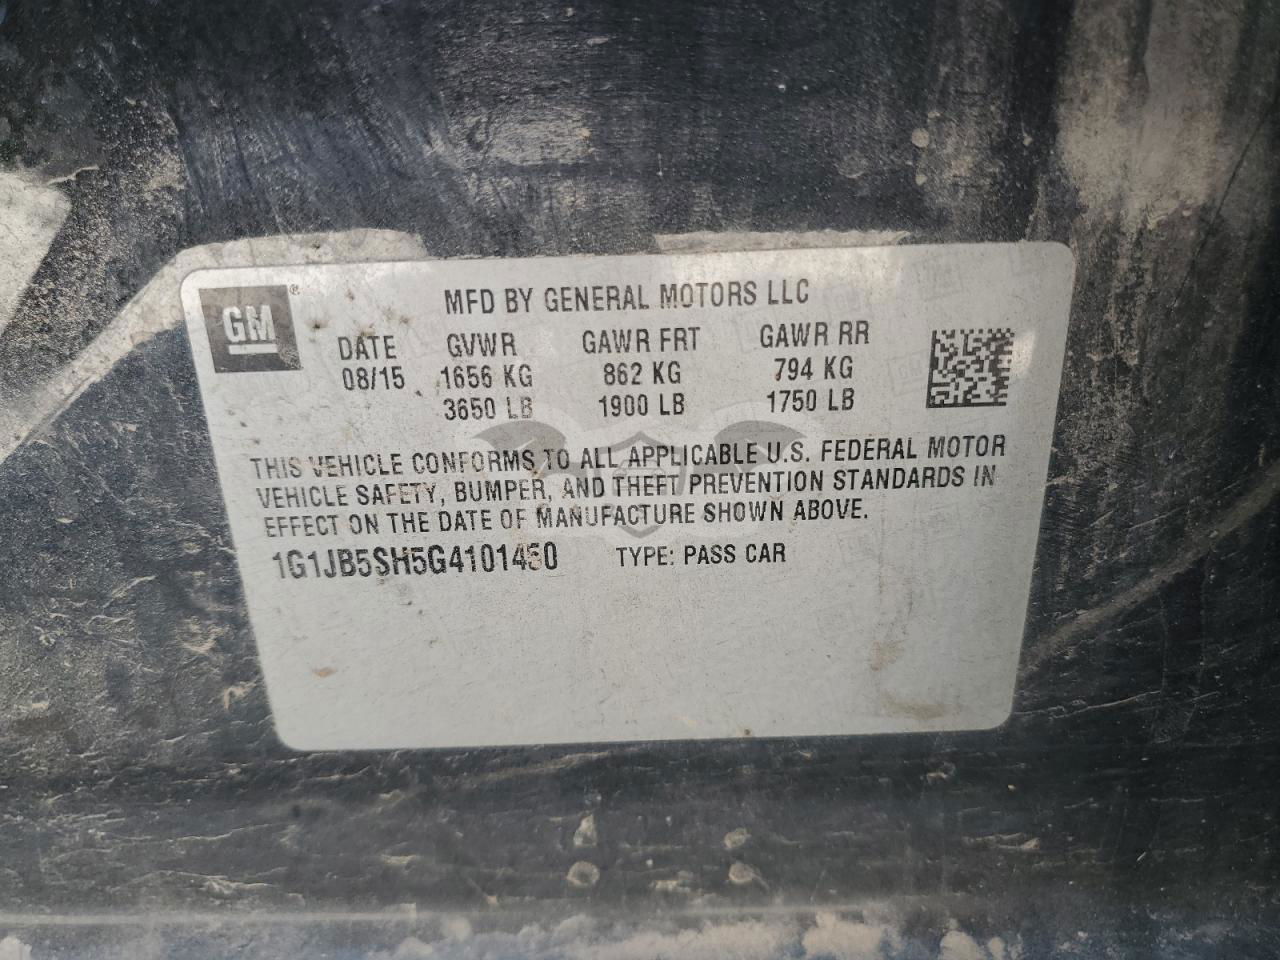 GM ®
MFD BY GENERAL MOTORS LLC
DATE GVWR GAWR FRT GAWR RR
08/15 1656 KG 862 KG 794 KG
3650 LB 1900 LB 1750 LB
THIS VEHICLE CONFORMS TO ALL APPLICABLE U.S. FEDERAL MOTOR
VEHICLE SAFETY, BUMPER, AND THEFT PREVENTION STANDARDS IN
EFFECT ON THE DATE OF MANUFACTURE SHOWN ABOVE.
1G1JB5SH5G4101450 TYPE: PASS CAR